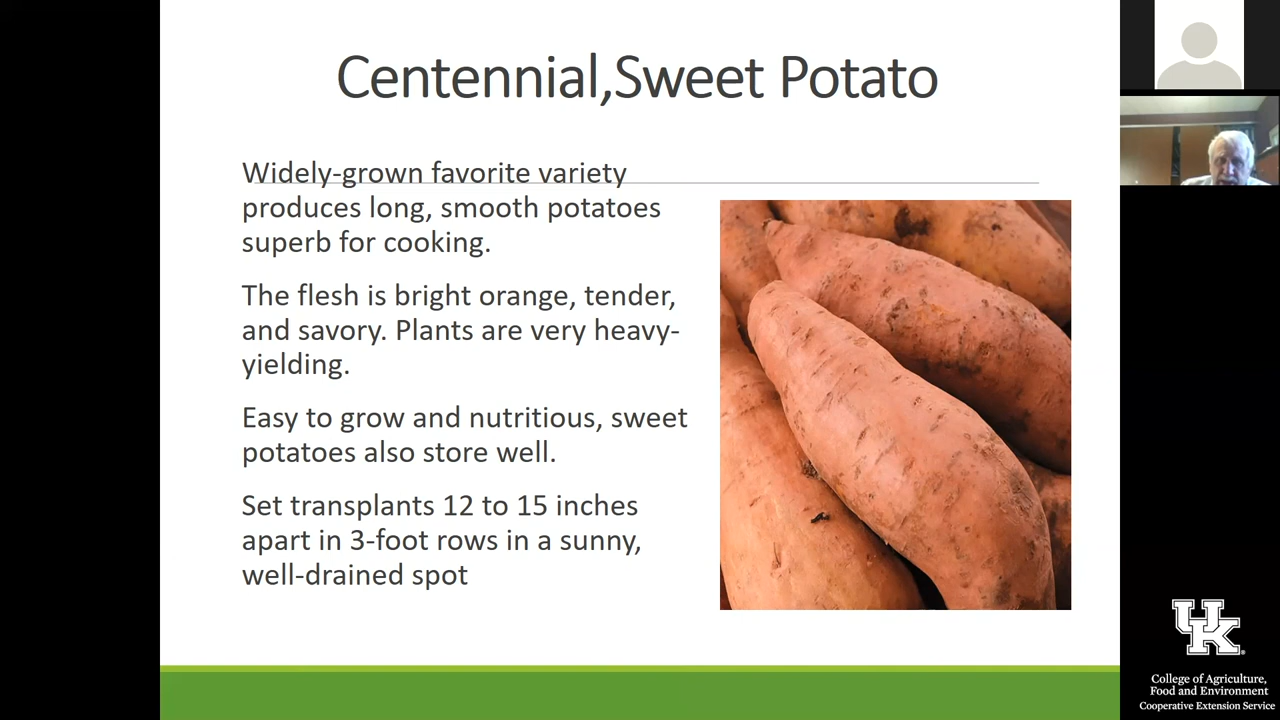 Centennial,Sweet Potato
Widely-grown favorite variety
produces long, smooth potatoes
superb for cooking.
The flesh is bright orange, tender,
and savory. Plants are very heavy-
yielding.
Easy to grow and nutritious, sweet
potatoes also store well.
Set transplants 12 to 15 inches
apart in 3-foot rows in a sunny,
well-drained spot
UK
College of Agriculture,
Food and Environment
Cooperative Extension Service